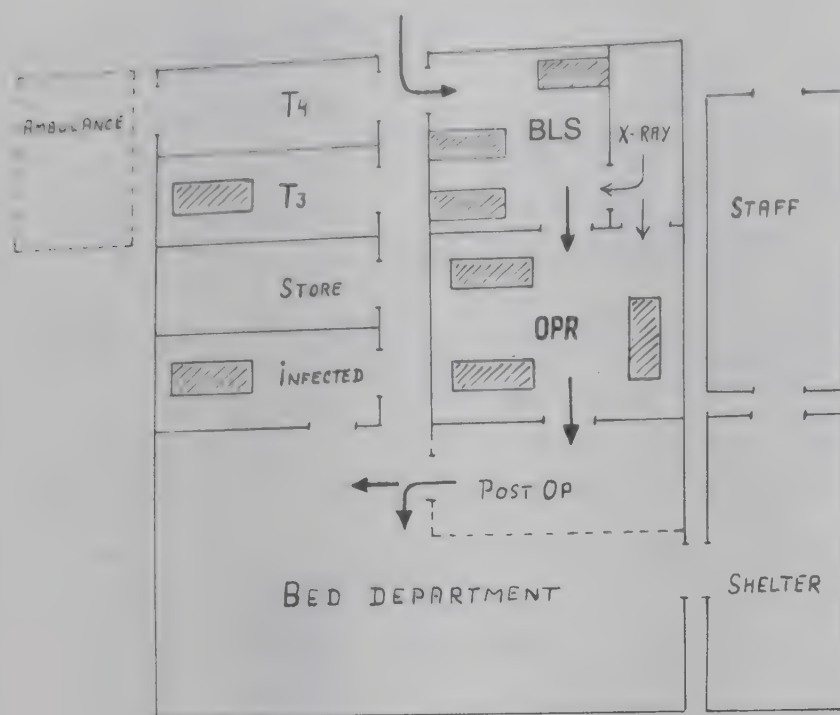 AMBULANCE
T4
BLS
X-RAY
T3
STAFF
STORE
OPR
INFECTED
POST OP
BED DEPARTMENT
SHELTER